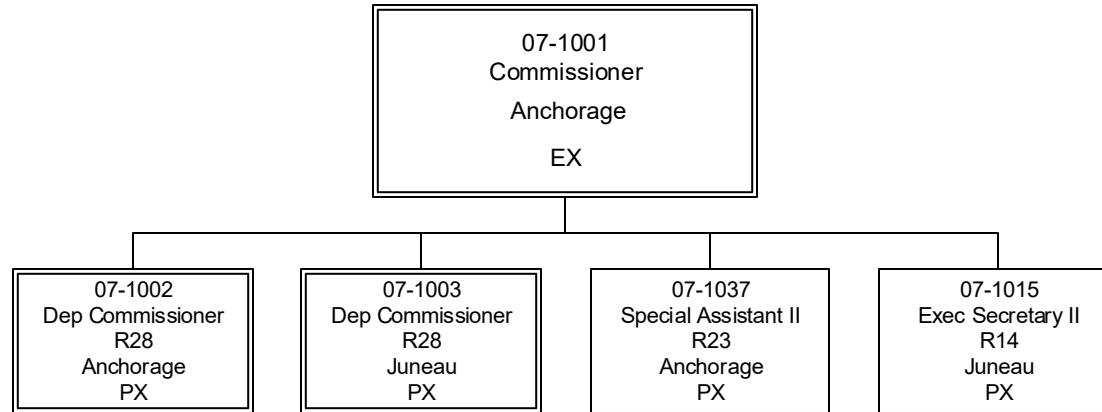 07-1001
Commissioner
Anchorage
EX
07-1002
Dep Commissioner
R28
Anchorage
PX
07-1003
Dep Commissioner
R28
Juneau
PX
07-1037
Special Assistant II
R23
Anchorage
PX
07-1015
Exec Secretary II
R14
Juneau
PX